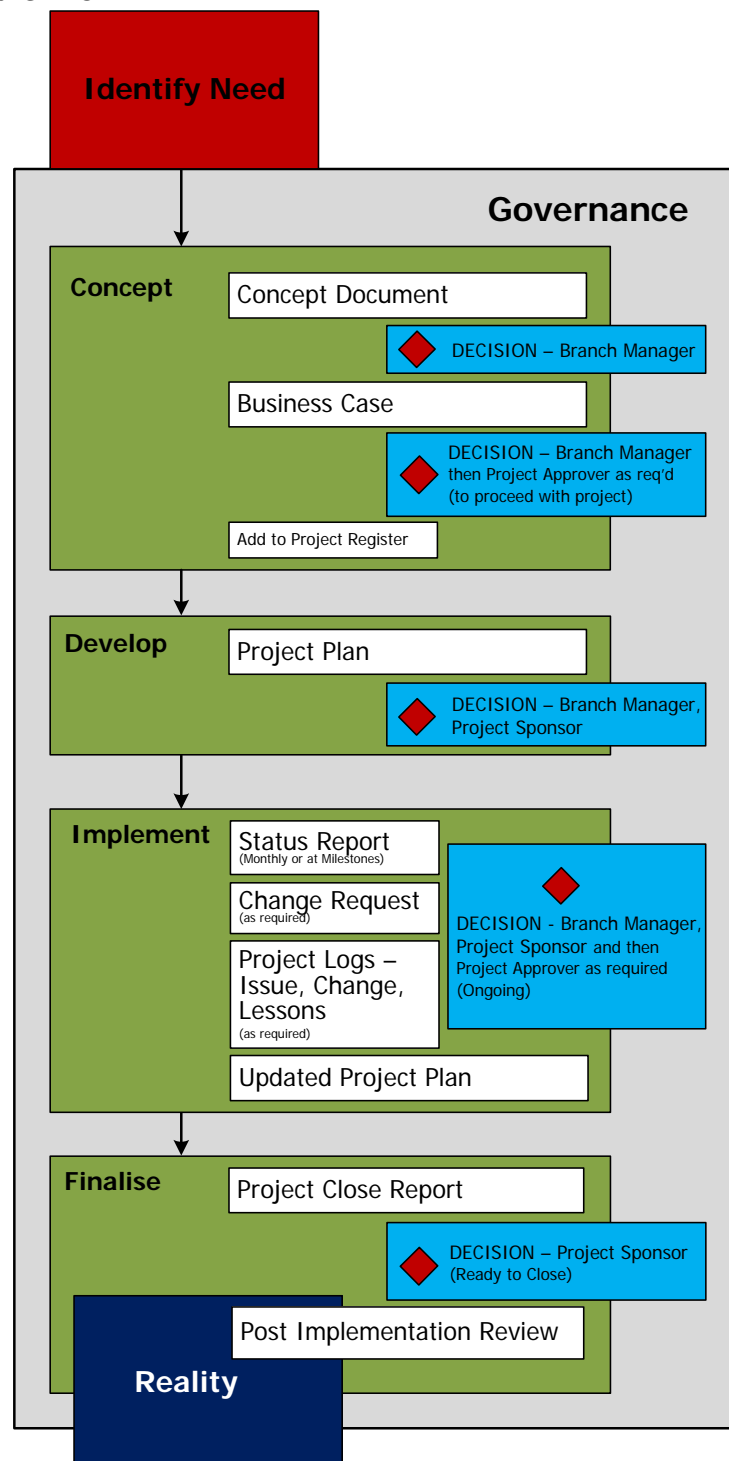 Identify Need
Governance
Concept
Concept Document
DECISION – Branch Manager
Business Case
DECISION – Branch Manager
then Project Approver as req'd
(to proceed with project)
Add to Project Register
Develop
Project Plan
DECISION – Branch Manager,
Project Sponsor
Implement
Status Report
(Monthly or at Milestones)
Change Request
(as required)
Project Logs –
Issue, Change,
Lessons
(as required)
DECISION - Branch Manager,
Project Sponsor and then
Project Approver as required
(Ongoing)
Updated Project Plan
Finalise
Project Close Report
DECISION – Project Sponsor
(Ready to Close)
Post Implementation Review
Reality